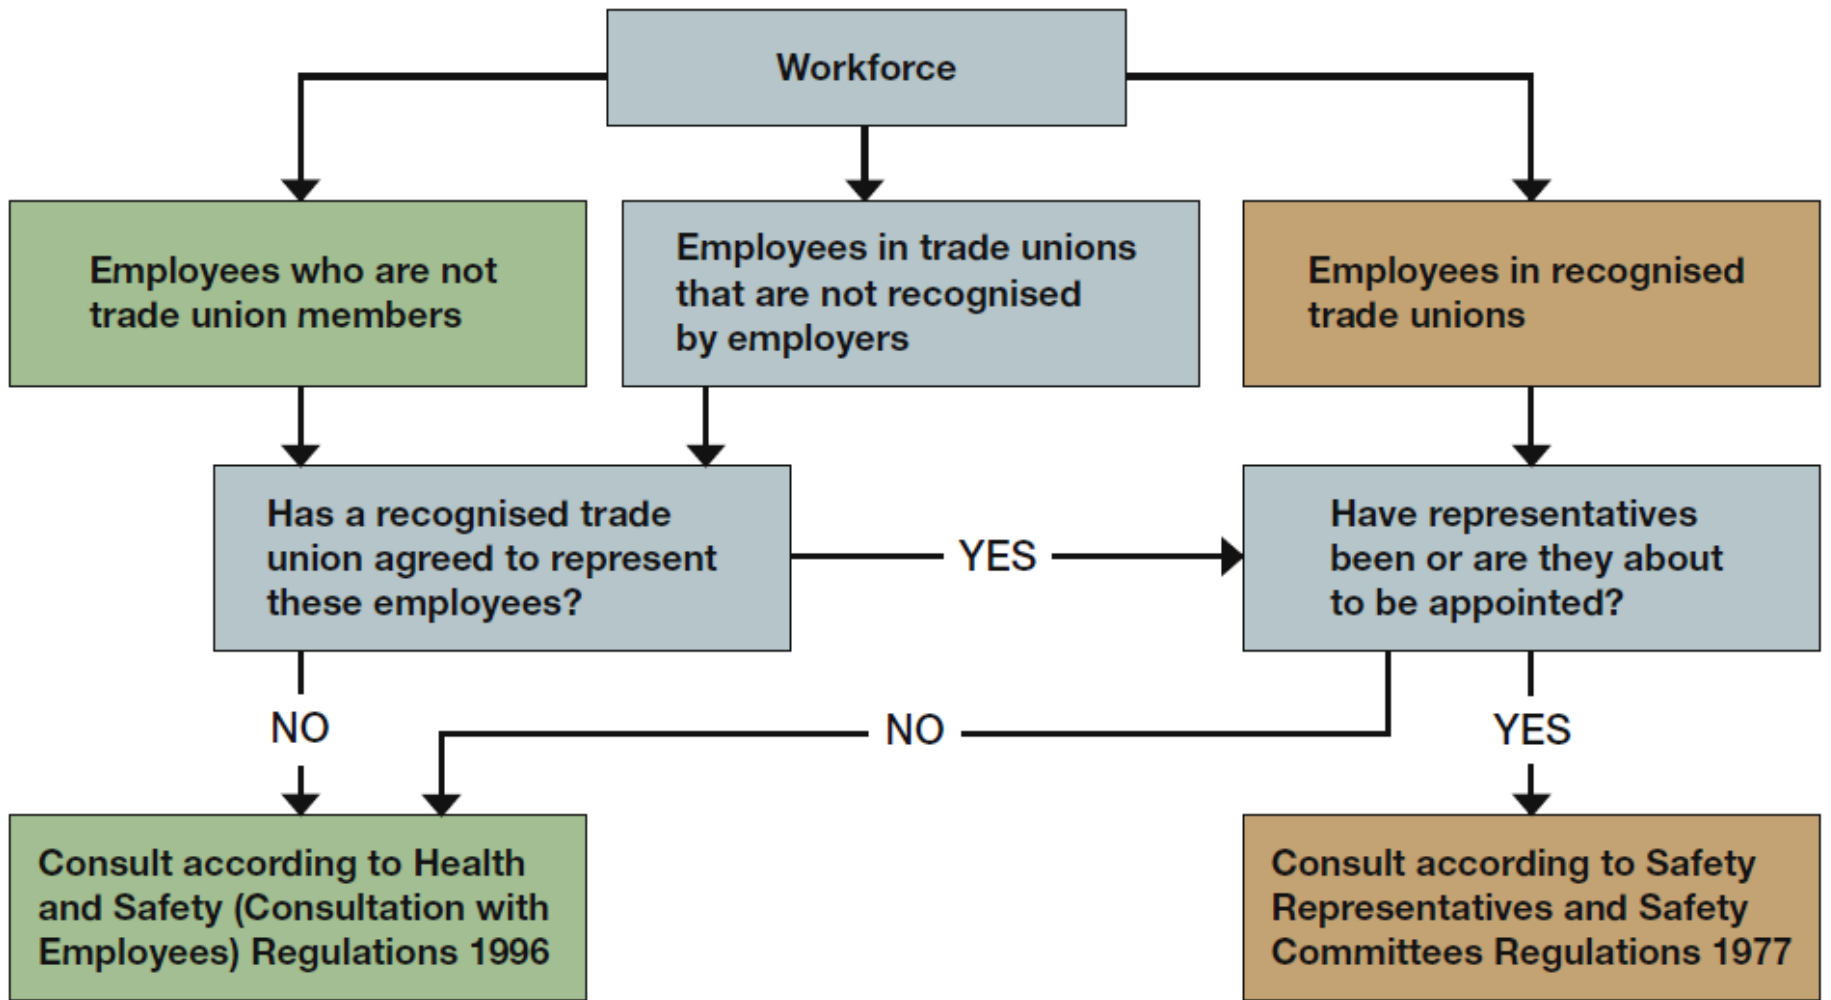 Workforce
Employees who are not
trade union members
Employees in trade unions
that are not recognised
by employers
Employees in recognised
trade unions
Has a recognised trade
union agreed to represent
these employees?
YES
Have representatives
been or are they about
to be appointed?
NO
NO
YES
Consult according to Health
and Safety (Consultation with
Employees) Regulations 1996
Consult according to Safety
Representatives and Safety
Committees Regulations 1977